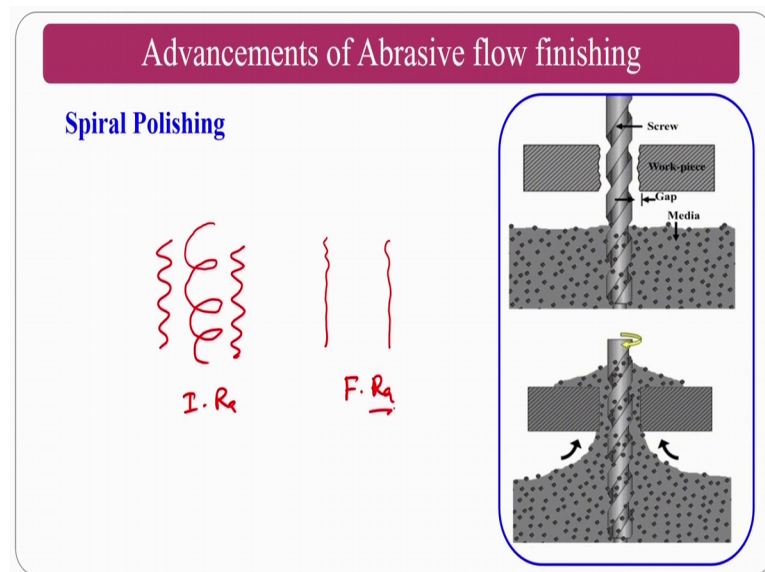 Advancements of Abrasive flow finishing
Spiral Polishing
Screw
Work-piece
Gap
Media
I. Ra
F. Ra